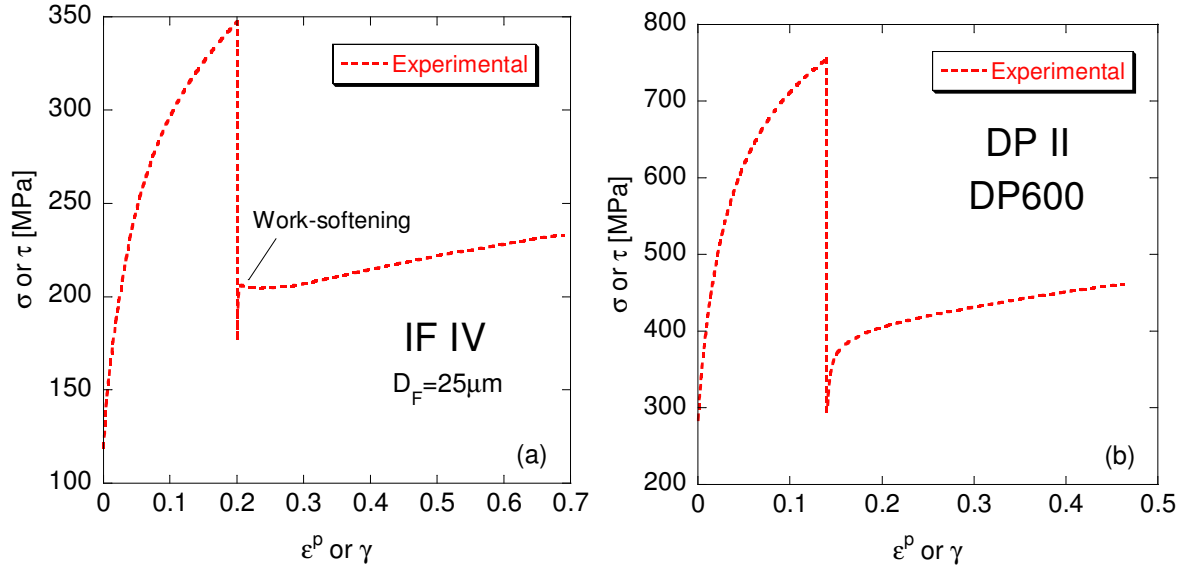 350
300
250
200
150
100
σ or τ [MPa]
Experimental
Work-softening
IF IV
D_F=25μm
(a)
0 0.1 0.2 0.3 0.4 0.5 0.6 0.7
ε^p or γ
800
700
600
500
400
300
200
σ or τ [MPa]
Experimental
DP II
DP600
(b)
0 0.1 0.2 0.3 0.4 0.5
ε^p or γ